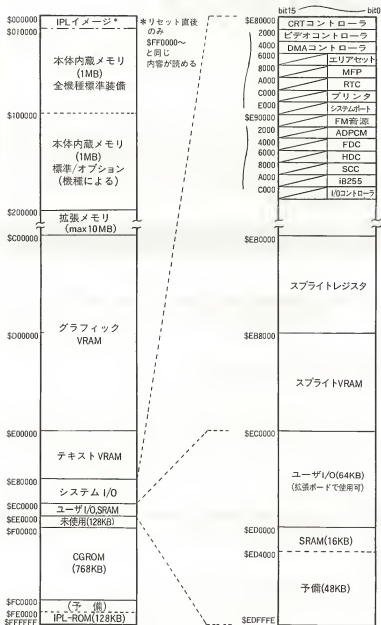 $000000
IPLイメージ*
$010000
*リセット直後
のみ
$FF0000〜
と同じ
内容が読める
本体内蔵メモリ
(1MB)
全機種標準装備
$100000
本体内蔵メモリ
(1MB)
標準/オプション
(機種による)
$200000
拡張メモリ
(max10MB)
$C00000
グラフィック
VRAM
$D00000
$E00000
テキストVRAM
$E80000
システム I/O
$EC0000
ユーザI/O,SRAM
$EE0000
未使用(128KB)
$F00000
CGROM
(768KB)
$FC0000
(予 備)
$FE0000
IPL-ROM(128KB)
$FFFFFF
bit15 bit0
$E80000
CRTコントローラ
2000
ビデオコントローラ
4000
DMAコントローラ
6000
エリアセット
8000
MFP
A000
RTC
C000
プリンタ
E000
システムポート
$E90000
FM音源
2000
ADPCM
4000
FDC
6000
HDC
8000
SCC
A000
i8255
C000
I/Oコントローラ
$EB0000
スプライトレジスタ
$EB8000
スプライトVRAM
$EC0000
ユーザI/O(64KB)
(拡張ボードで使用可)
$ED0000
SRAM(16KB)
$ED4000
予備(48KB)
$EDFFFE